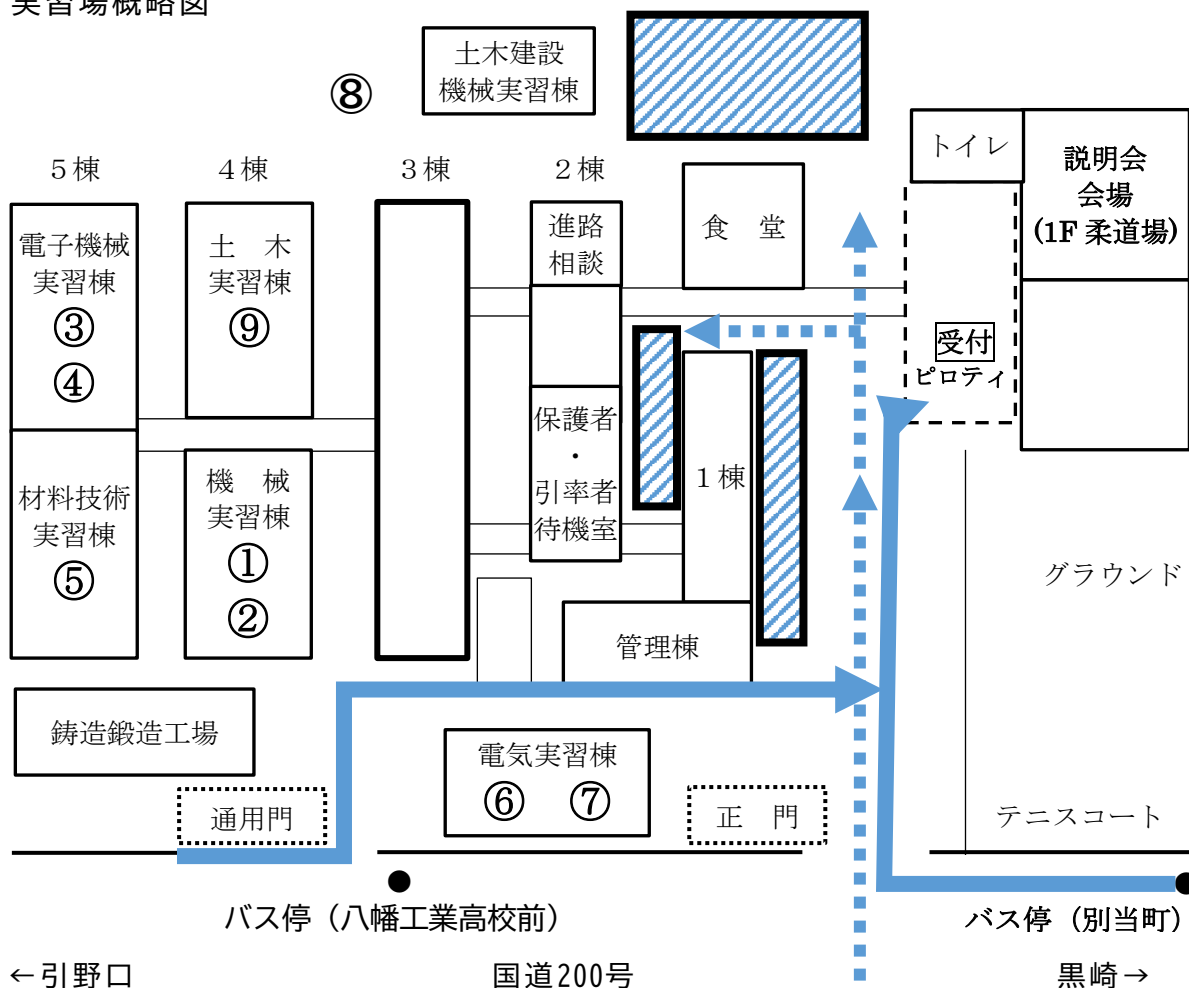 実習場概略図
土木建設
機械実習棟
⑧
トイレ
説明会
会場
(1F 柔道場)
5棟
4棟
3棟
2棟
電子機械
実習棟
③
④
土　木
実習棟
⑨
進路
相談
食　堂
受付
ピロティ
保護者
・
引率者
待機室
1棟
材料技術
実習棟
⑤
機　械
実習棟
①
②
グラウンド
管理棟
鋳造鍛造工場
電気実習棟
⑥　⑦
通用門
正　門
テニスコート
バス停（八幡工業高校前）
バス停（別当町）
←引野口
国道200号
黒崎→